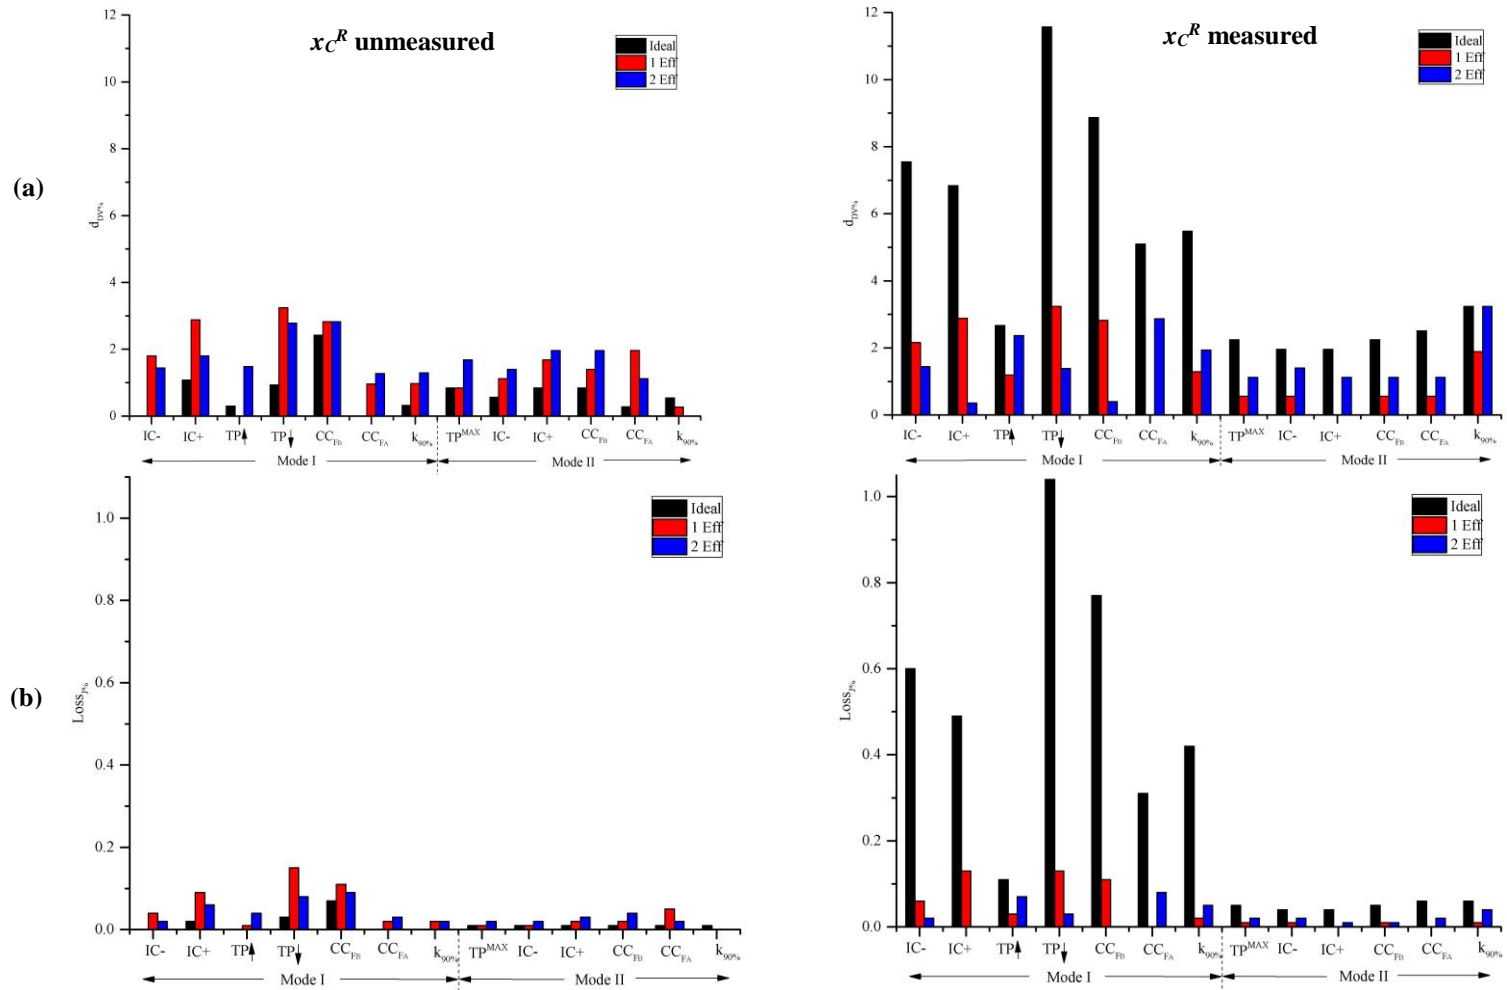 (a)
x_C^R unmeasured
Ideal
1 Eff
2 Eff
12
10
8
6
4
2
0
d_DV%
IC- IC+ TP↑ TP↓ CC_FB CC_FA k_90% TP^MAX IC- IC+ CC_FB CC_FA k_90%
Mode I Mode II
x_C^R measured
Ideal
1 Eff
2 Eff
12
10
8
6
4
2
0
d_DV%
IC- IC+ TP↑ TP↓ CC_FB CC_FA k_90% TP^MAX IC- IC+ CC_FB CC_FA k_90%
Mode I Mode II
(b)
Ideal
1 Eff
2 Eff
1.0
0.8
0.6
0.4
0.2
0.0
Loss_J%
IC- IC+ TP↑ TP↓ CC_FB CC_FA k_90% TP^MAX IC- IC+ CC_FB CC_FA k_90%
Mode I Mode II
Ideal
1 Eff
2 Eff
1.0
0.8
0.6
0.4
0.2
0.0
Loss_J%
IC- IC+ TP↑ TP↓ CC_FB CC_FA k_90% TP^MAX IC- IC+ CC_FB CC_FA k_90%
Mode I Mode II